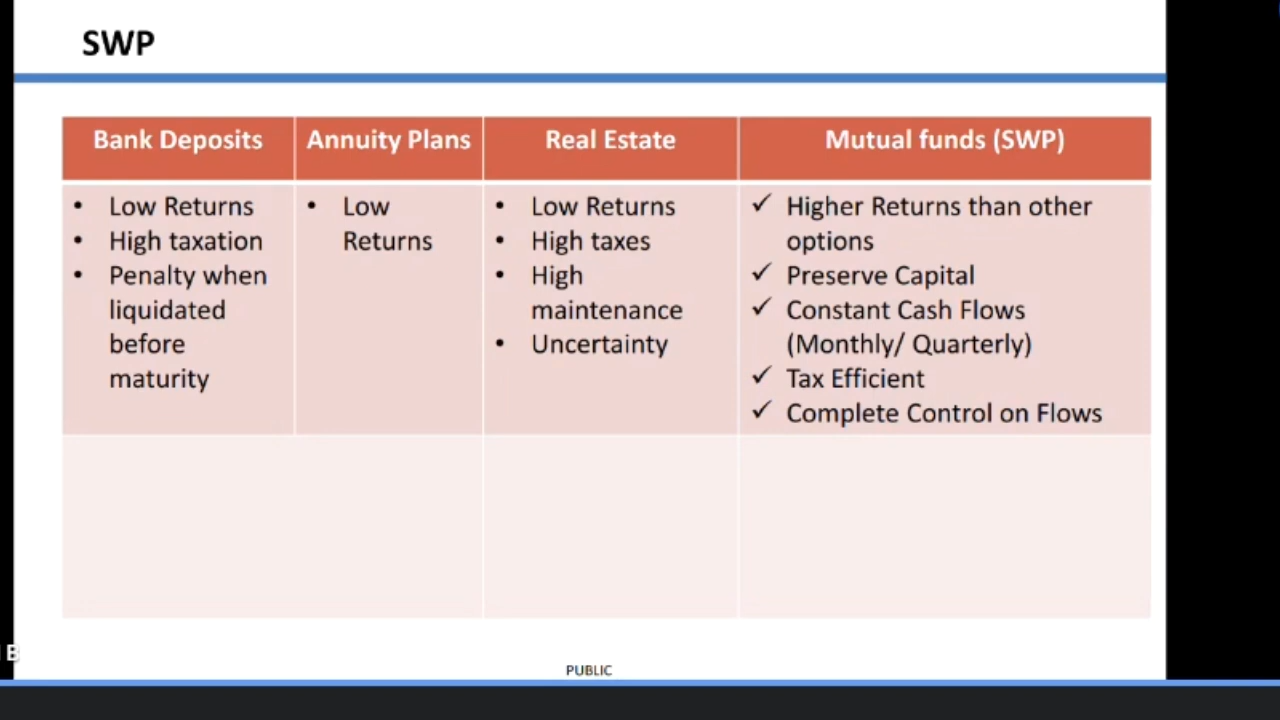 SWP
Bank Deposits
Annuity Plans
Real Estate
Mutual funds (SWP)
• Low Returns
• High taxation
• Penalty when
liquidated
before
maturity
• Low
Returns
• Low Returns
• High taxes
• High
maintenance
• Uncertainty
✓ Higher Returns than other
options
✓ Preserve Capital
✓ Constant Cash Flows
(Monthly/ Quarterly)
✓ Tax Efficient
✓ Complete Control on Flows
B
PUBLIC